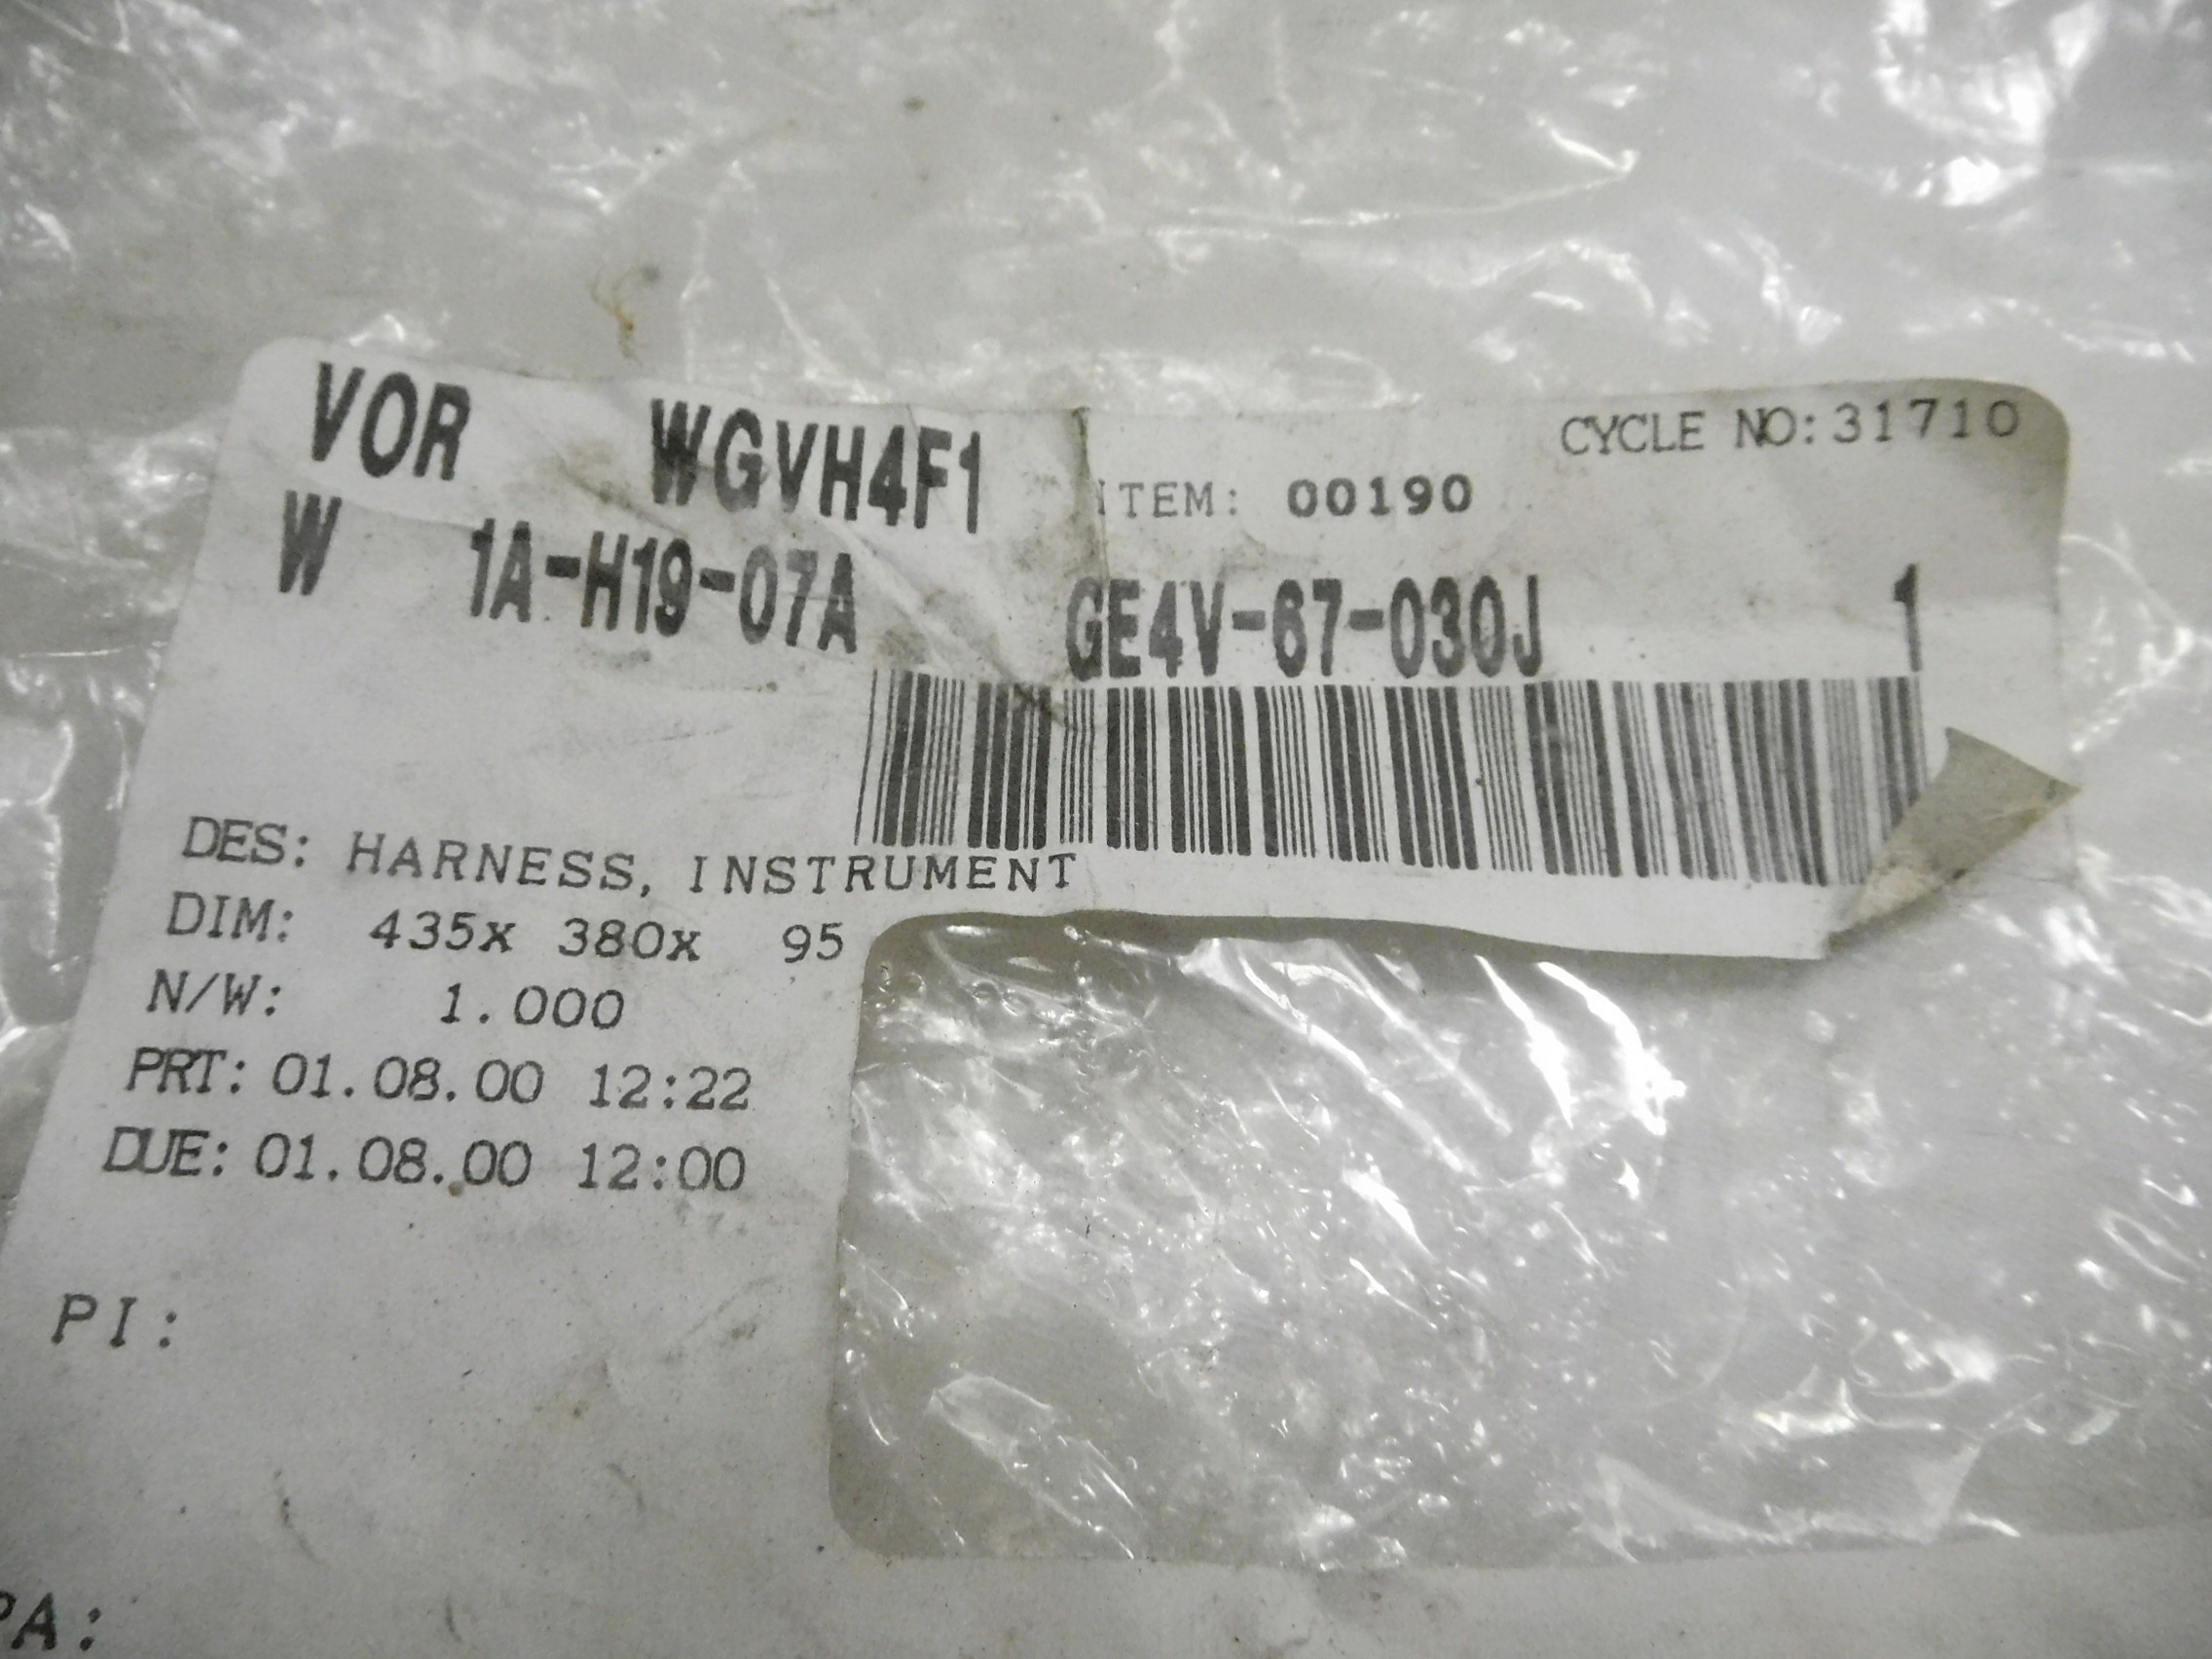 CYCLE NO:31710
VOR WGVH4F1 ITEM: 00190
W 1A-H19-07A GE4V-67-030J 1
DES: HARNESS, INSTRUMENT
DIM: 435x 380x 95
N/W: 1.000
PRT: 01.08.00 12:22
DUE: 01.08.00 12:00
PI:
PA: